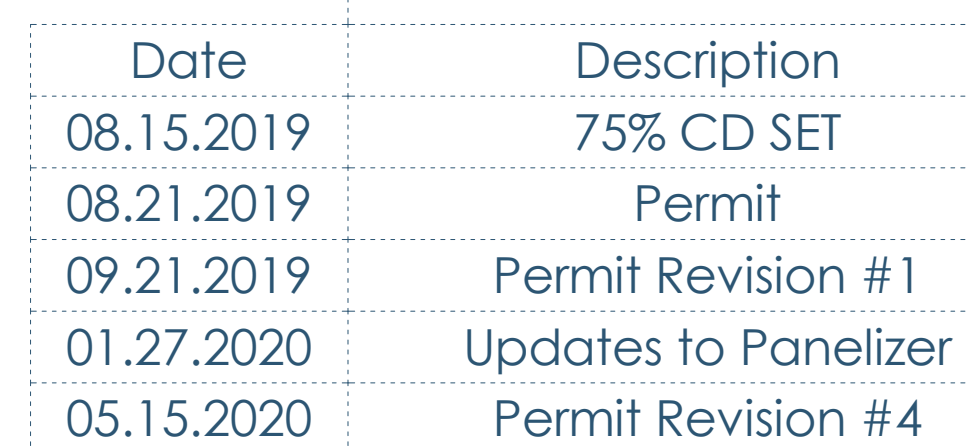 Date Description
08.15.2019 75% CD SET
08.21.2019 Permit
09.21.2019 Permit Revision #1
01.27.2020 Updates to Panelizer
05.15.2020 Permit Revision #4